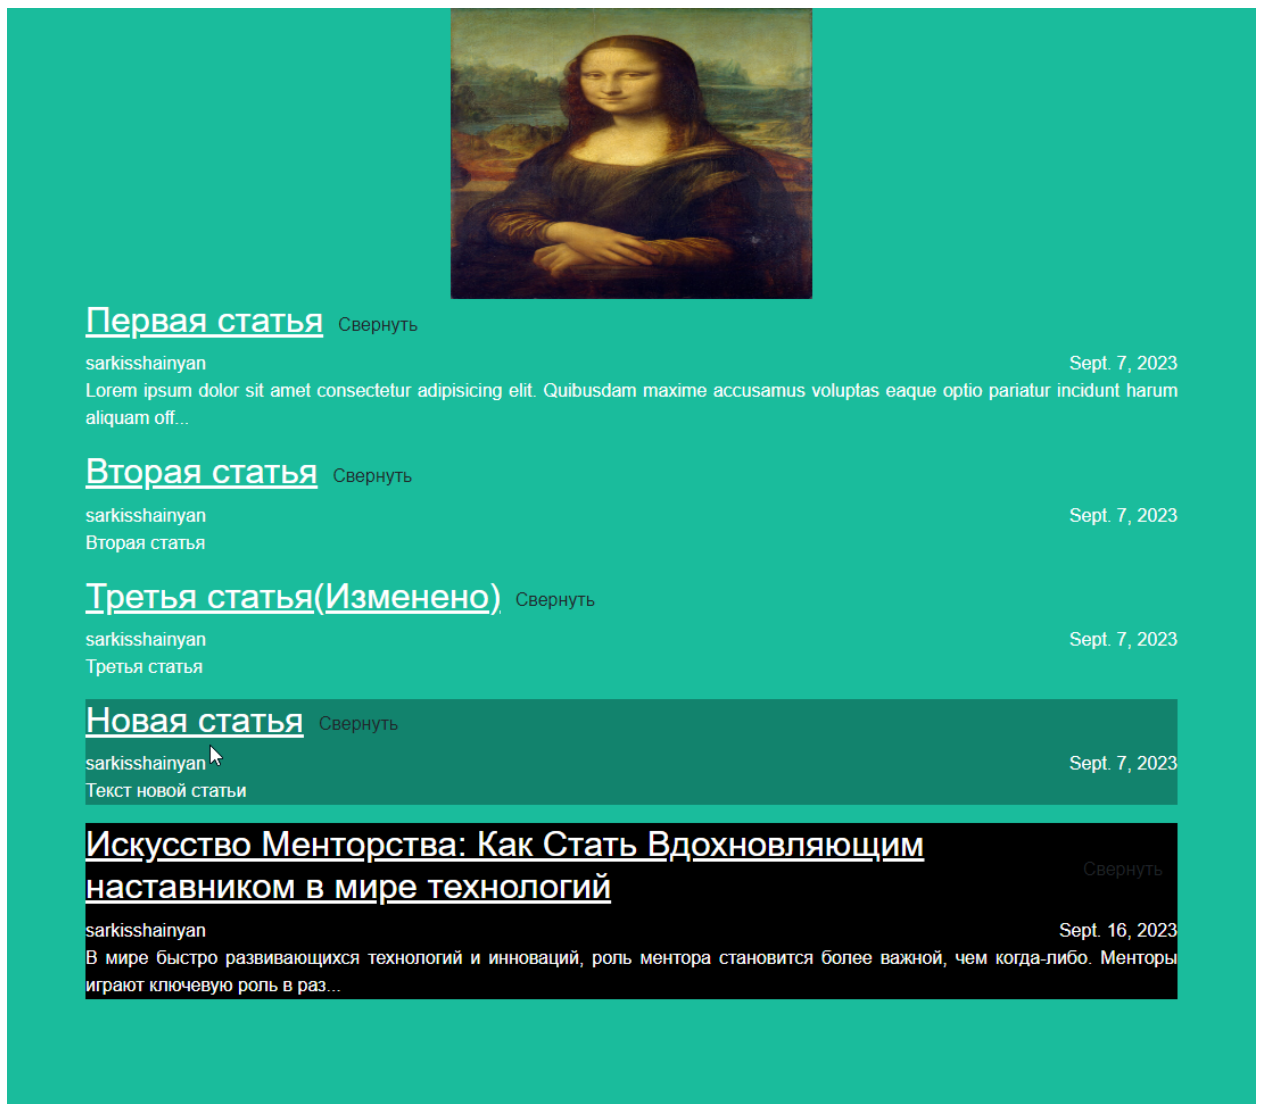 Первая статья Свернуть
sarkisshainyan Sept. 7, 2023
Lorem ipsum dolor sit amet consectetur adipisicing elit. Quibusdam maxime accusamus voluptas eaque optio pariatur incidunt harum
aliquam off...
Вторая статья Свернуть
sarkisshainyan Sept. 7, 2023
Вторая статья
Третья статья(Изменено) Свернуть
sarkisshainyan Sept. 7, 2023
Третья статья
Новая статья Свернуть
sarkisshainyan Sept. 7, 2023
Текст новой статьи
Искусство Менторства: Как Стать Вдохновляющим
наставником в мире технологий
Свернуть
sarkisshainyan Sept. 16, 2023
В мире быстро развивающихся технологий и инноваций, роль ментора становится более важной, чем когда-либо. Менторы
играют ключевую роль в раз...